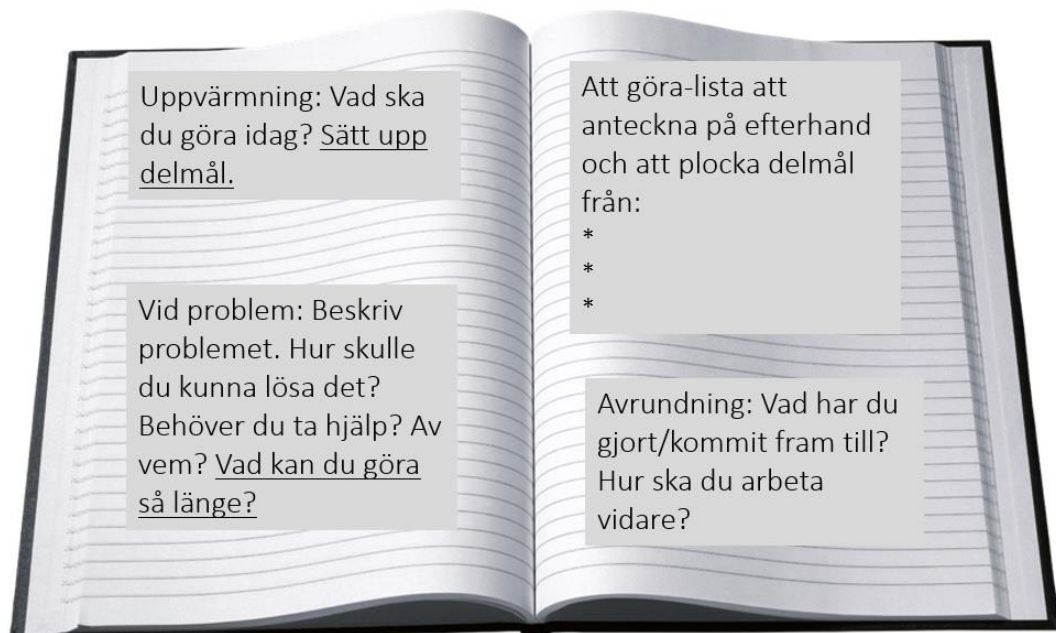 Uppvärmning: Vad ska
du göra idag? Sätt upp
delmål.
Vid problem: Beskriv
problemet. Hur skulle
du kunna lösa det?
Behöver du ta hjälp? Av
vem? Vad kan du göra
så länge?
Att göra-lista att
anteckna på efterhand
och att plocka delmål
från:
*
*
*
Avrundning: Vad har du
gjort/kommit fram till?
Hur ska du arbeta
vidare?